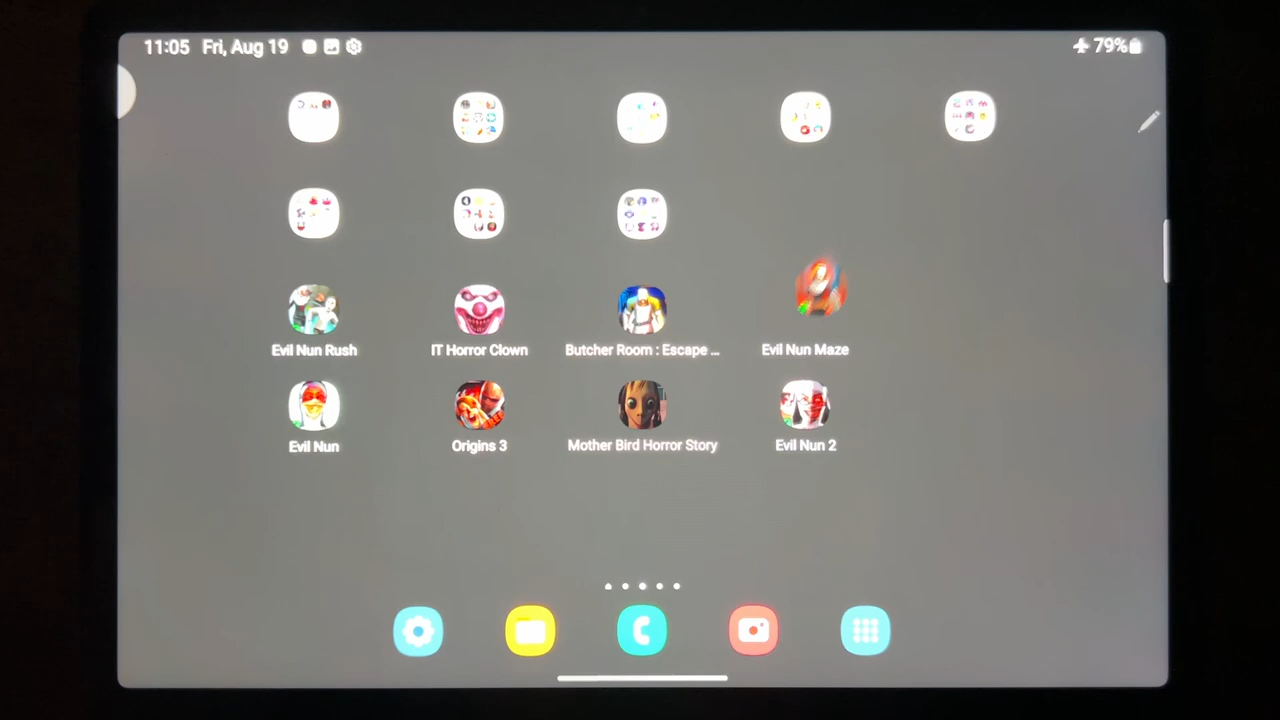 11:05 Fri, Aug 19
79%
Evil Nun Rush
IT Horror Clown
Butcher Room : Escape ...
Evil Nun Maze
Evil Nun
Origins 3
Mother Bird Horror Story
Evil Nun 2